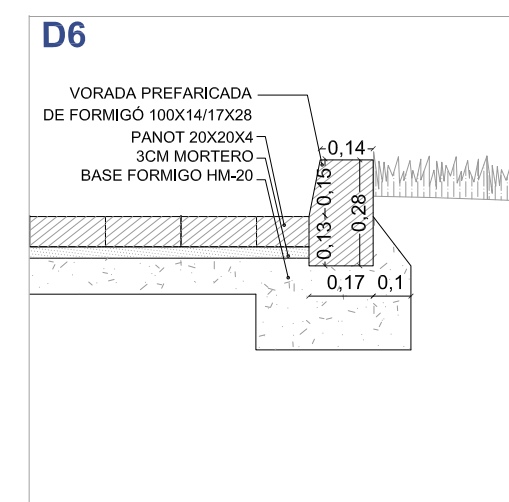 D6
VORADA PREFARICADA
DE FORMIGÓ 100X14/17X28
PANOT 20X20X4
3CM MORTERO
BASE FORMIGO HM-20
0,14
0,15
0,28
0,13
0,17
0,1